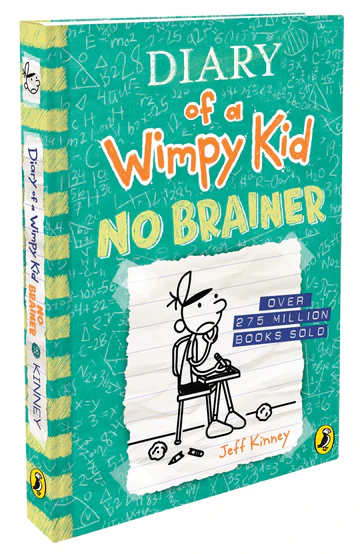 DIARY
of a
Wimpy Kid
NO BRAINER
OVER
275 MILLION
BOOKS SOLD
Jeff Kinney
Diary of a Wimpy Kid
NO
BRAINER
KINNEY